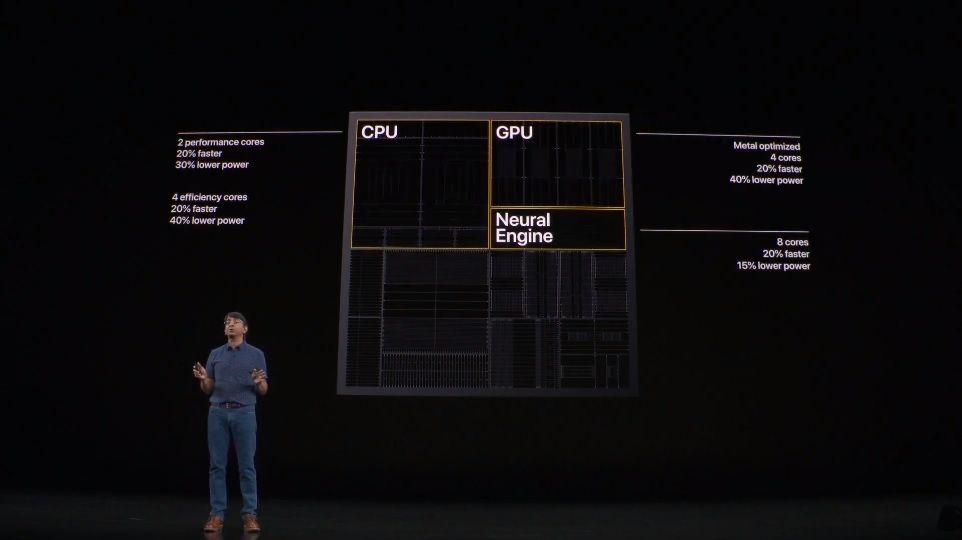 CPU
GPU
Neural
Engine
2 performance cores
20% faster
30% lower power
4 efficiency cores
20% faster
40% lower power
Metal optimized
4 cores
20% faster
40% lower power
8 cores
20% faster
15% lower power